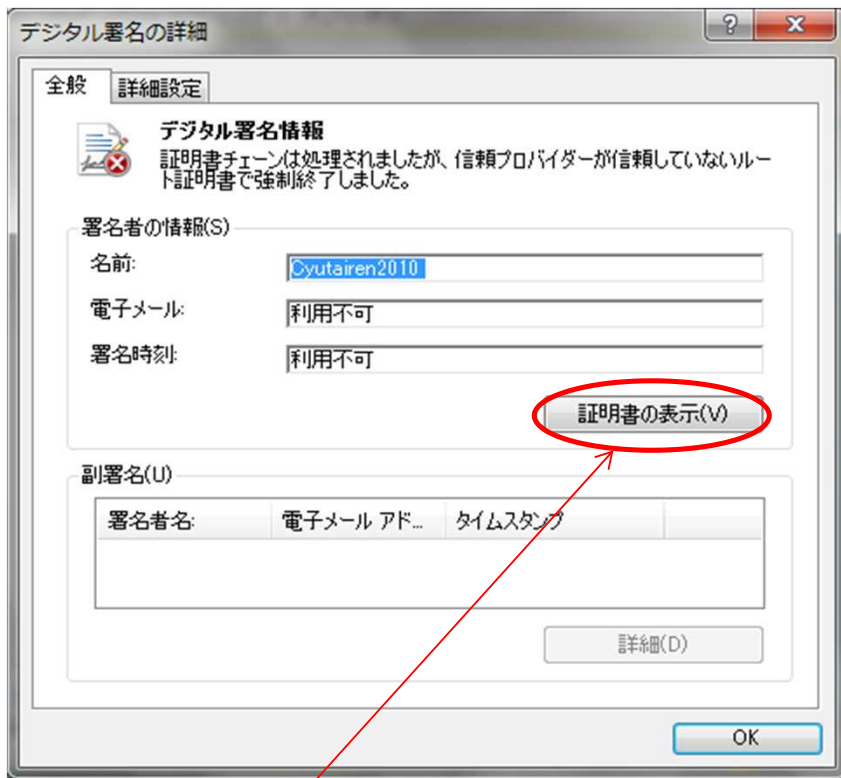 デジタル署名の詳細
全般
詳細設定
デジタル署名情報
証明書チェーンは処理されましたが、信頼プロバイダーが信頼していないルー
ト証明書で強制終了しました。
署名者の情報(S)
名前:
Cyutairen2010
電子メール:
利用不可
署名時刻:
利用不可
証明書の表示(V)
副署名(U)
署名者名:
電子メール アド...
タイムスタンプ
詳細(D)
OK